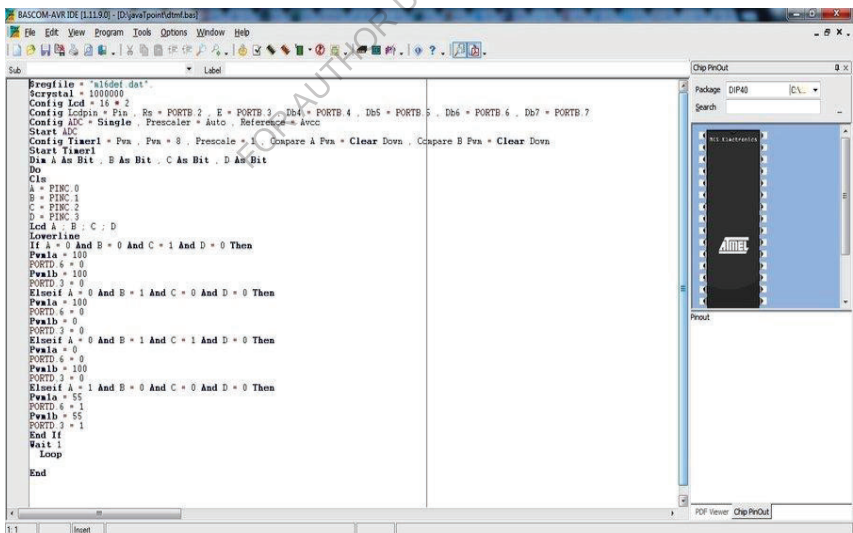 BASCOM-AVR IDE [1.11.9.0] - [D:\javaTpoint\dtmf.bas]
File Edit View Program Tools Options Window Help
Sub Label
$regfile = "m16def.dat"
$crystal = 1000000
Config Lcd = 16 * 2
Config Lcdpin = Pin , Rs = PORTB.2 , E = PORTB.3 , Db4 = PORTB.4 , Db5 = PORTB.5 , Db6 = PORTB.6 , Db7 = PORTB.7
Config ADC = Single , Prescaler = Auto , Reference = Avcc
Start ADC
Config Timer1 = Pwm , Pwm = 8 , Prescale = 1 , Compare A Pwm = Clear Down , Compare B Pwm = Clear Down
Start Timer1
Dim A As Bit , B As Bit , C As Bit , D As Bit
Do
Cls
A = PINC.0
B = PINC.1
C = PINC.2
D = PINC.3
Lcd A ; B ; C ; D
Lowerline
If A = 0 And B = 0 And C = 1 And D = 0 Then
Pwm1a = 100
PORTD.6 = 0
Pwm1b = 100
PORTD.3 = 0
Elseif A = 0 And B = 1 And C = 0 And D = 0 Then
Pwm1a = 100
PORTD.6 = 0
Pwm1b = 0
PORTD.3 = 0
Elseif A = 0 And B = 1 And C = 1 And D = 0 Then
Pwm1a = 0
PORTD.6 = 0
Pwm1b = 100
PORTD.3 = 0
Elseif A = 1 And B = 0 And C = 0 And D = 0 Then
Pwm1a = 55
PORTD.6 = 1
Pwm1b = 55
PORTD.3 = 1
End If
Wait 1
Loop
End
Chip PinOut
Package DIP40
Search
MCS Electronics
ATMEL
Pinout
PDF Viewer Chip PinOut
1:1 Insert
FOR AUTHOR U